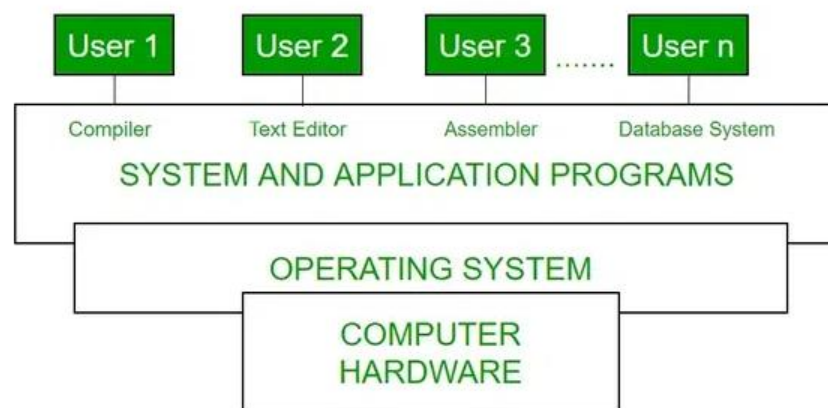 User 1 User 2 User 3 ....... User n
Compiler Text Editor Assembler Database System
SYSTEM AND APPLICATION PROGRAMS
OPERATING SYSTEM
COMPUTER
HARDWARE